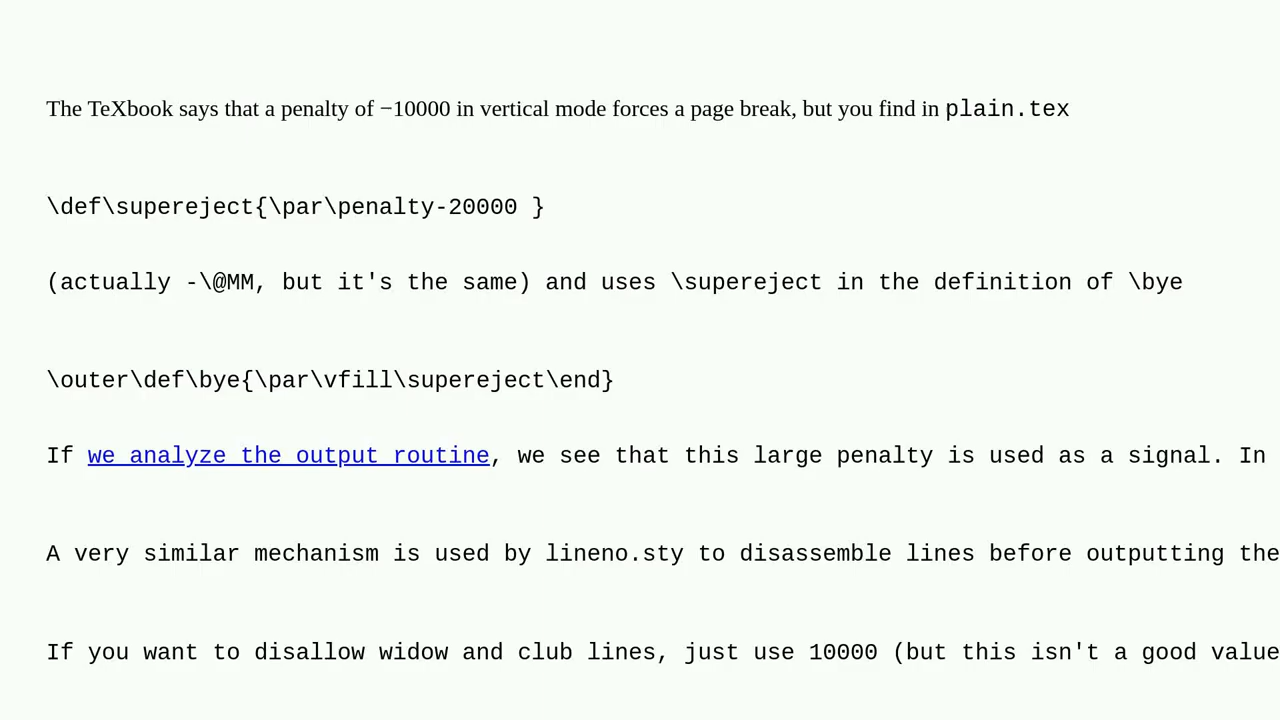 The TeXbook says that a penalty of −10000 in vertical mode forces a page break, but you find in plain.tex
\def\supereject{\par\penalty-20000 }
(actually -\@MM, but it's the same) and uses \supereject in the definition of \bye
\outer\def\bye{\par\vfill\supereject\end}
If we analyze the output routine, we see that this large penalty is used as a signal. In
A very similar mechanism is used by lineno.sty to disassemble lines before outputting the
If you want to disallow widow and club lines, just use 10000 (but this isn't a good value